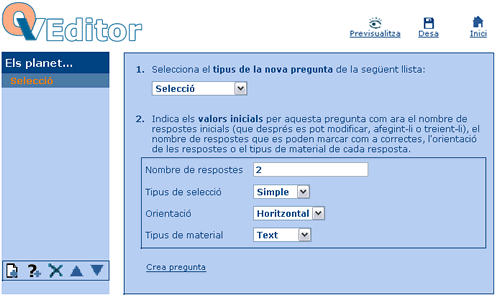 QVEditor
Previsualitza
Desa
Inici
Els planet...
Selecció
1. Selecciona el tipus de la nova pregunta de la següent llista:
Selecció
2. Indica els valors inicials per aquesta pregunta com ara el nombre de
respostes inicials (que després es pot modificar, afegint-li o treient-li), el
nombre de respostes que es poden marcar com a correctes, l'orientació
de les respostes o el tipus de material de cada resposta.
Nombre de respostes 2
Tipus de selecció Simple
Orientació Horitzontal
Tipus de material Text
Crea pregunta